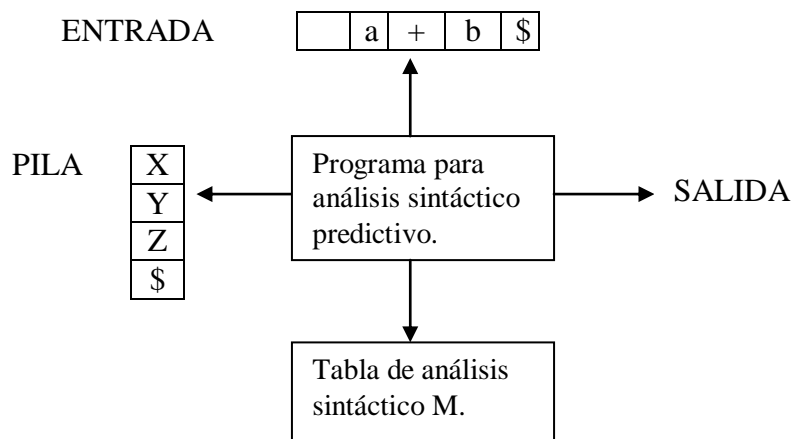 ENTRADA a + b $
PILA
X
Y
Z
$
Programa para
análisis sintáctico
predictivo.
SALIDA
Tabla de análisis
sintáctico M.